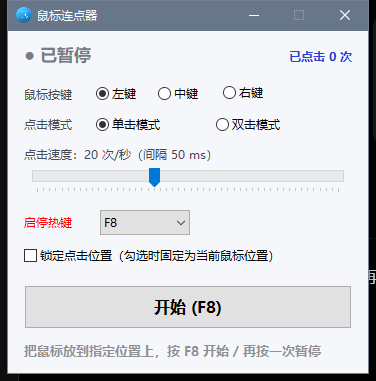 鼠标连点器
● 已暂停 已点击 0 次
鼠标按键 左键 中键 右键
点击模式 单击模式 双击模式
点击速度：20 次/秒（间隔 50 ms）
启停热键 F8
锁定点击位置（勾选时固定为当前鼠标位置）
开始 (F8)
把鼠标放到指定位置上，按 F8 开始 / 再按一次暂停